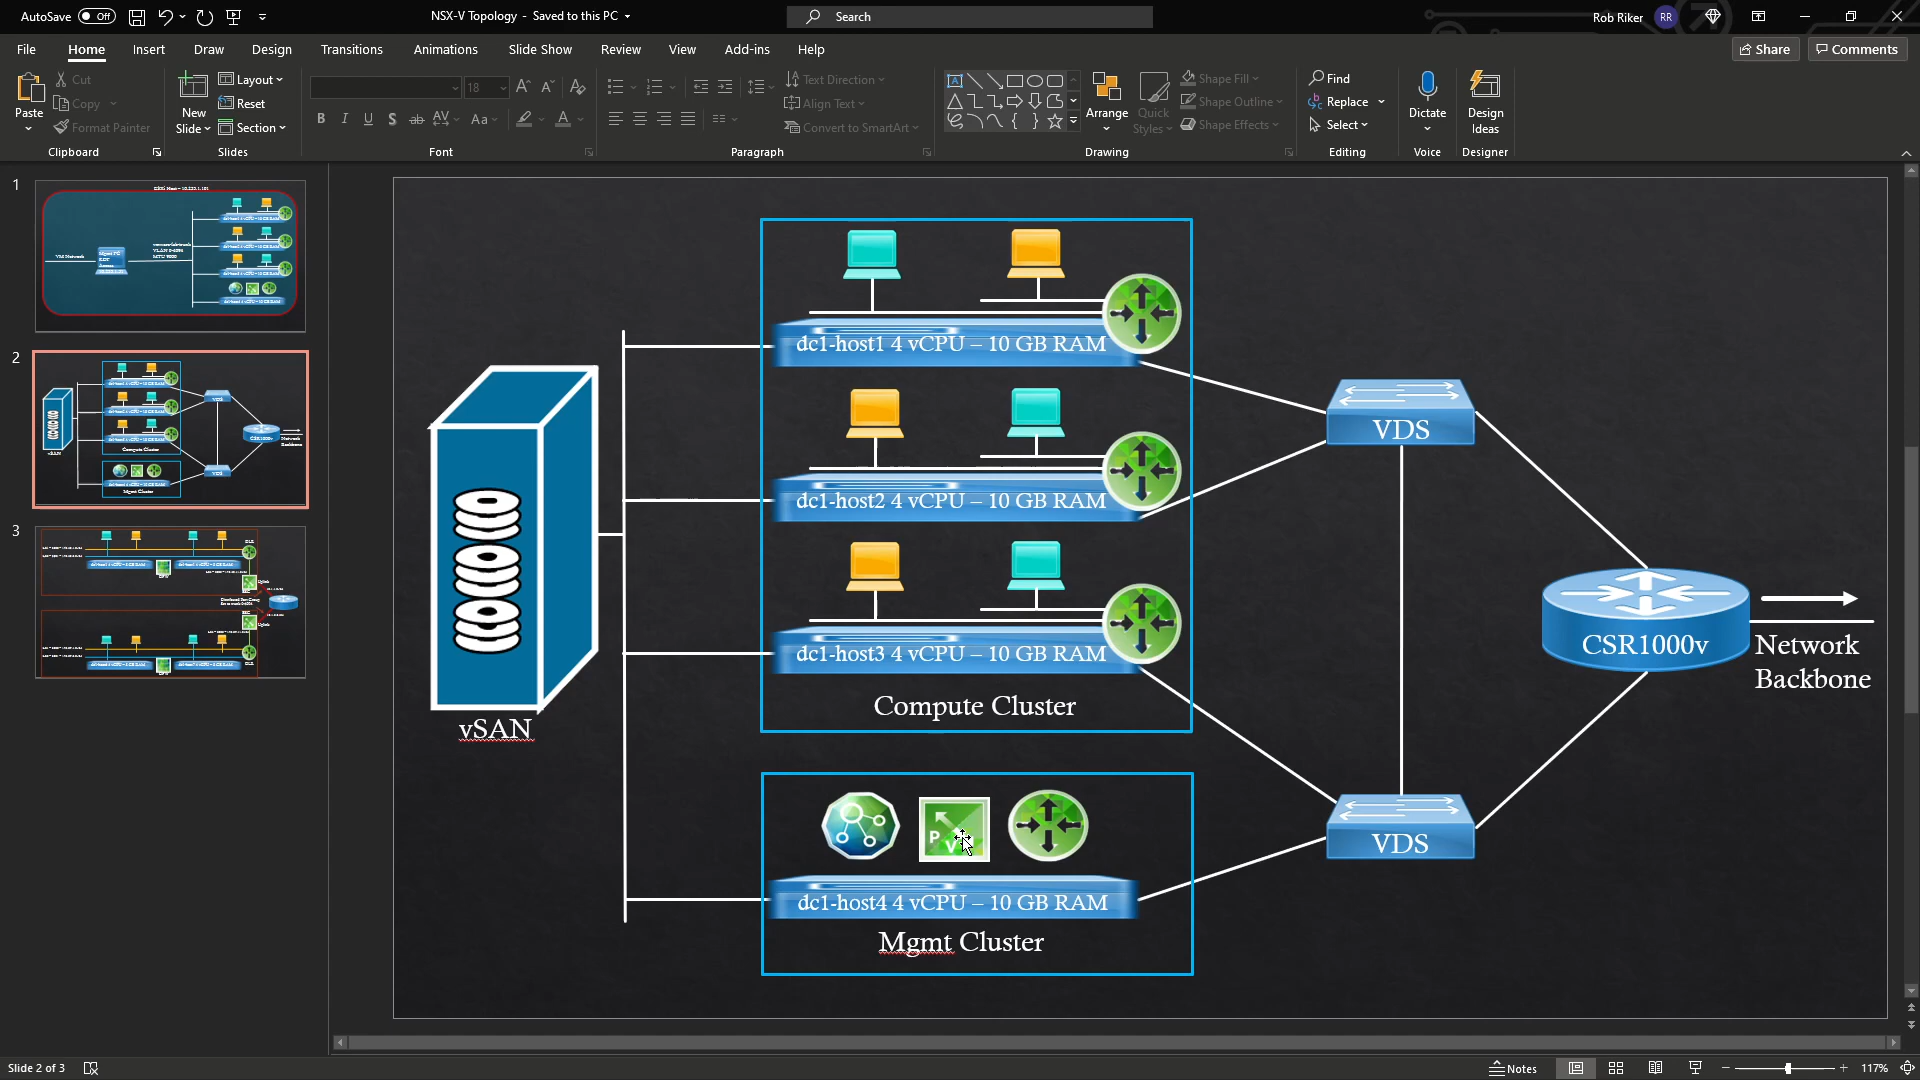 AutoSave Off
NSX-V Topology - Saved to this PC
Search
Rob Riker RR
File Home Insert Draw Design Transitions Animations Slide Show Review View Add-ins Help
Share Comments
Paste
Cut
Copy
Format Painter
Clipboard
New
Slide
Layout
Reset
Section
Slides
18
Font
Text Direction
Align Text
Convert to SmartArt
Paragraph
Arrange
Quick
Styles
Shape Fill
Shape Outline
Shape Effects
Drawing
Find
Replace
Select
Editing
Dictate
Voice
Design
Ideas
Designer
1
2
3
dc1-host1 4 vCPU – 10 GB RAM
dc1-host2 4 vCPU – 10 GB RAM
dc1-host3 4 vCPU – 10 GB RAM
Compute Cluster
vSAN
VDS
CSR1000v
Network
Backbone
P
V
VDS
dc1-host4 4 vCPU – 10 GB RAM
Mgmt Cluster
Slide 2 of 3
Notes
117%